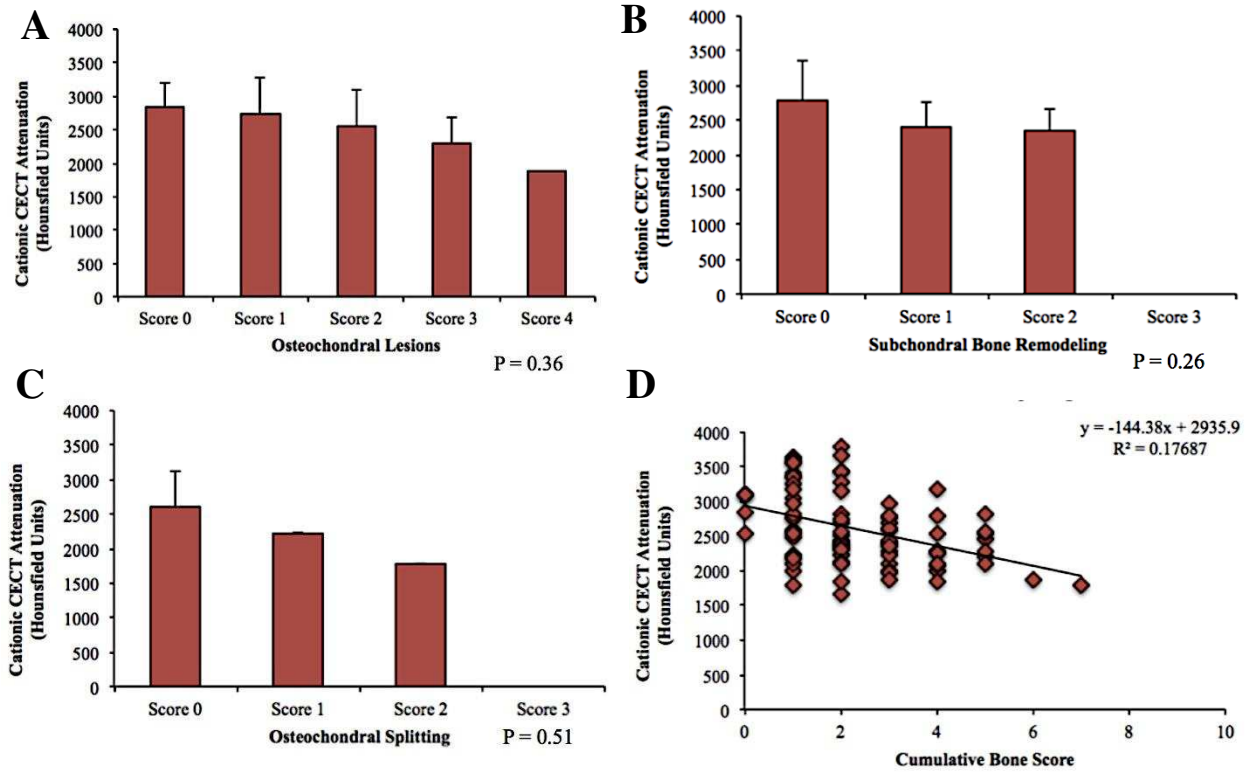 A
Cationic CECT Attenuation
(Hounsfield Units)
4000
3500
3000
2500
2000
1500
1000
500
0
Score 0 Score 1 Score 2 Score 3 Score 4
Osteochondral Lesions
P = 0.36
B
Cationic CECT Attenuation
(Hounsfield Units)
4000
3500
3000
2500
2000
1500
1000
500
0
Score 0 Score 1 Score 2 Score 3
Subchondral Bone Remodeling
P = 0.26
C
Cationic CECT Attenuation
(Hounsfield Units)
4000
3500
3000
2500
2000
1500
1000
500
0
Score 0 Score 1 Score 2 Score 3
Osteochondral Splitting
P = 0.51
D
y = -144.38x + 2935.9
R² = 0.17687
Cationic CECT Attenuation
(Hounsfield Units)
4000
3500
3000
2500
2000
1500
1000
500
0
0 2 4 6 8 10
Cumulative Bone Score